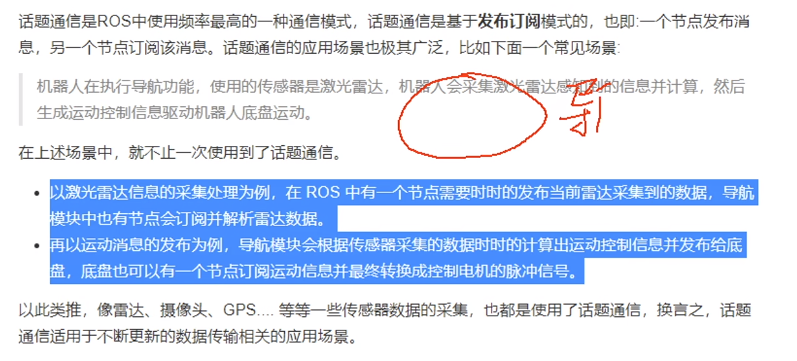 话题通信是ROS中使用频率最高的一种通信模式，话题通信是基于发布订阅模式的，也即:一个节点发布消
息，另一个节点订阅该消息。话题通信的应用场景也极其广泛，比如下面一个常见场景:
机器人在执行导航功能，使用的传感器是激光雷达，机器人会采集激光雷达感知到的信息并计算，然后
生成运动控制信息驱动机器人底盘运动。
在上述场景中，就不止一次使用到了话题通信。
• 以激光雷达信息的采集处理为例，在 ROS 中有一个节点需要时时的发布当前雷达采集到的数据，导航
模块中也有节点会订阅并解析雷达数据。
• 再以运动消息的发布为例，导航模块会根据传感器采集的数据时时的计算出运动控制信息并发布给底
盘，底盘也可以有一个节点订阅运动信息并最终转换成控制电机的脉冲信号。
以此类推，像雷达、摄像头、GPS.... 等等一些传感器数据的采集，也都是使用了话题通信，换言之，话题
通信适用于不断更新的数据传输相关的应用场景。